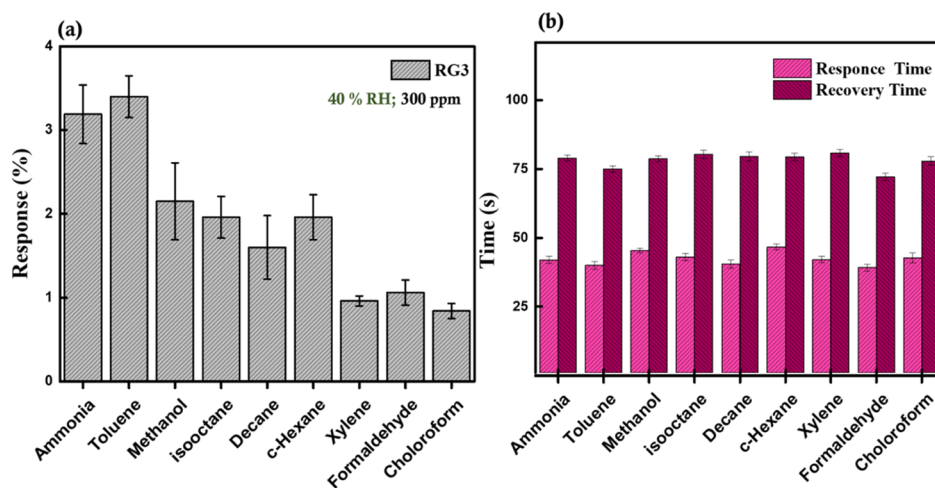 (a)
4
3
2
1
0
Response (%)
RG3
40 % RH; 300 ppm
Ammonia
Toluene
Methanol
isooctane
Decane
c-Hexane
Xylene
Formaldehyde
Choloroform
(b)
100
75
50
25
Time (s)
Responce Time
Recovery Time
Ammonia
Toluene
Methanol
isooctane
Decane
c-Hexane
Xylene
Formaldehyde
Choloroform